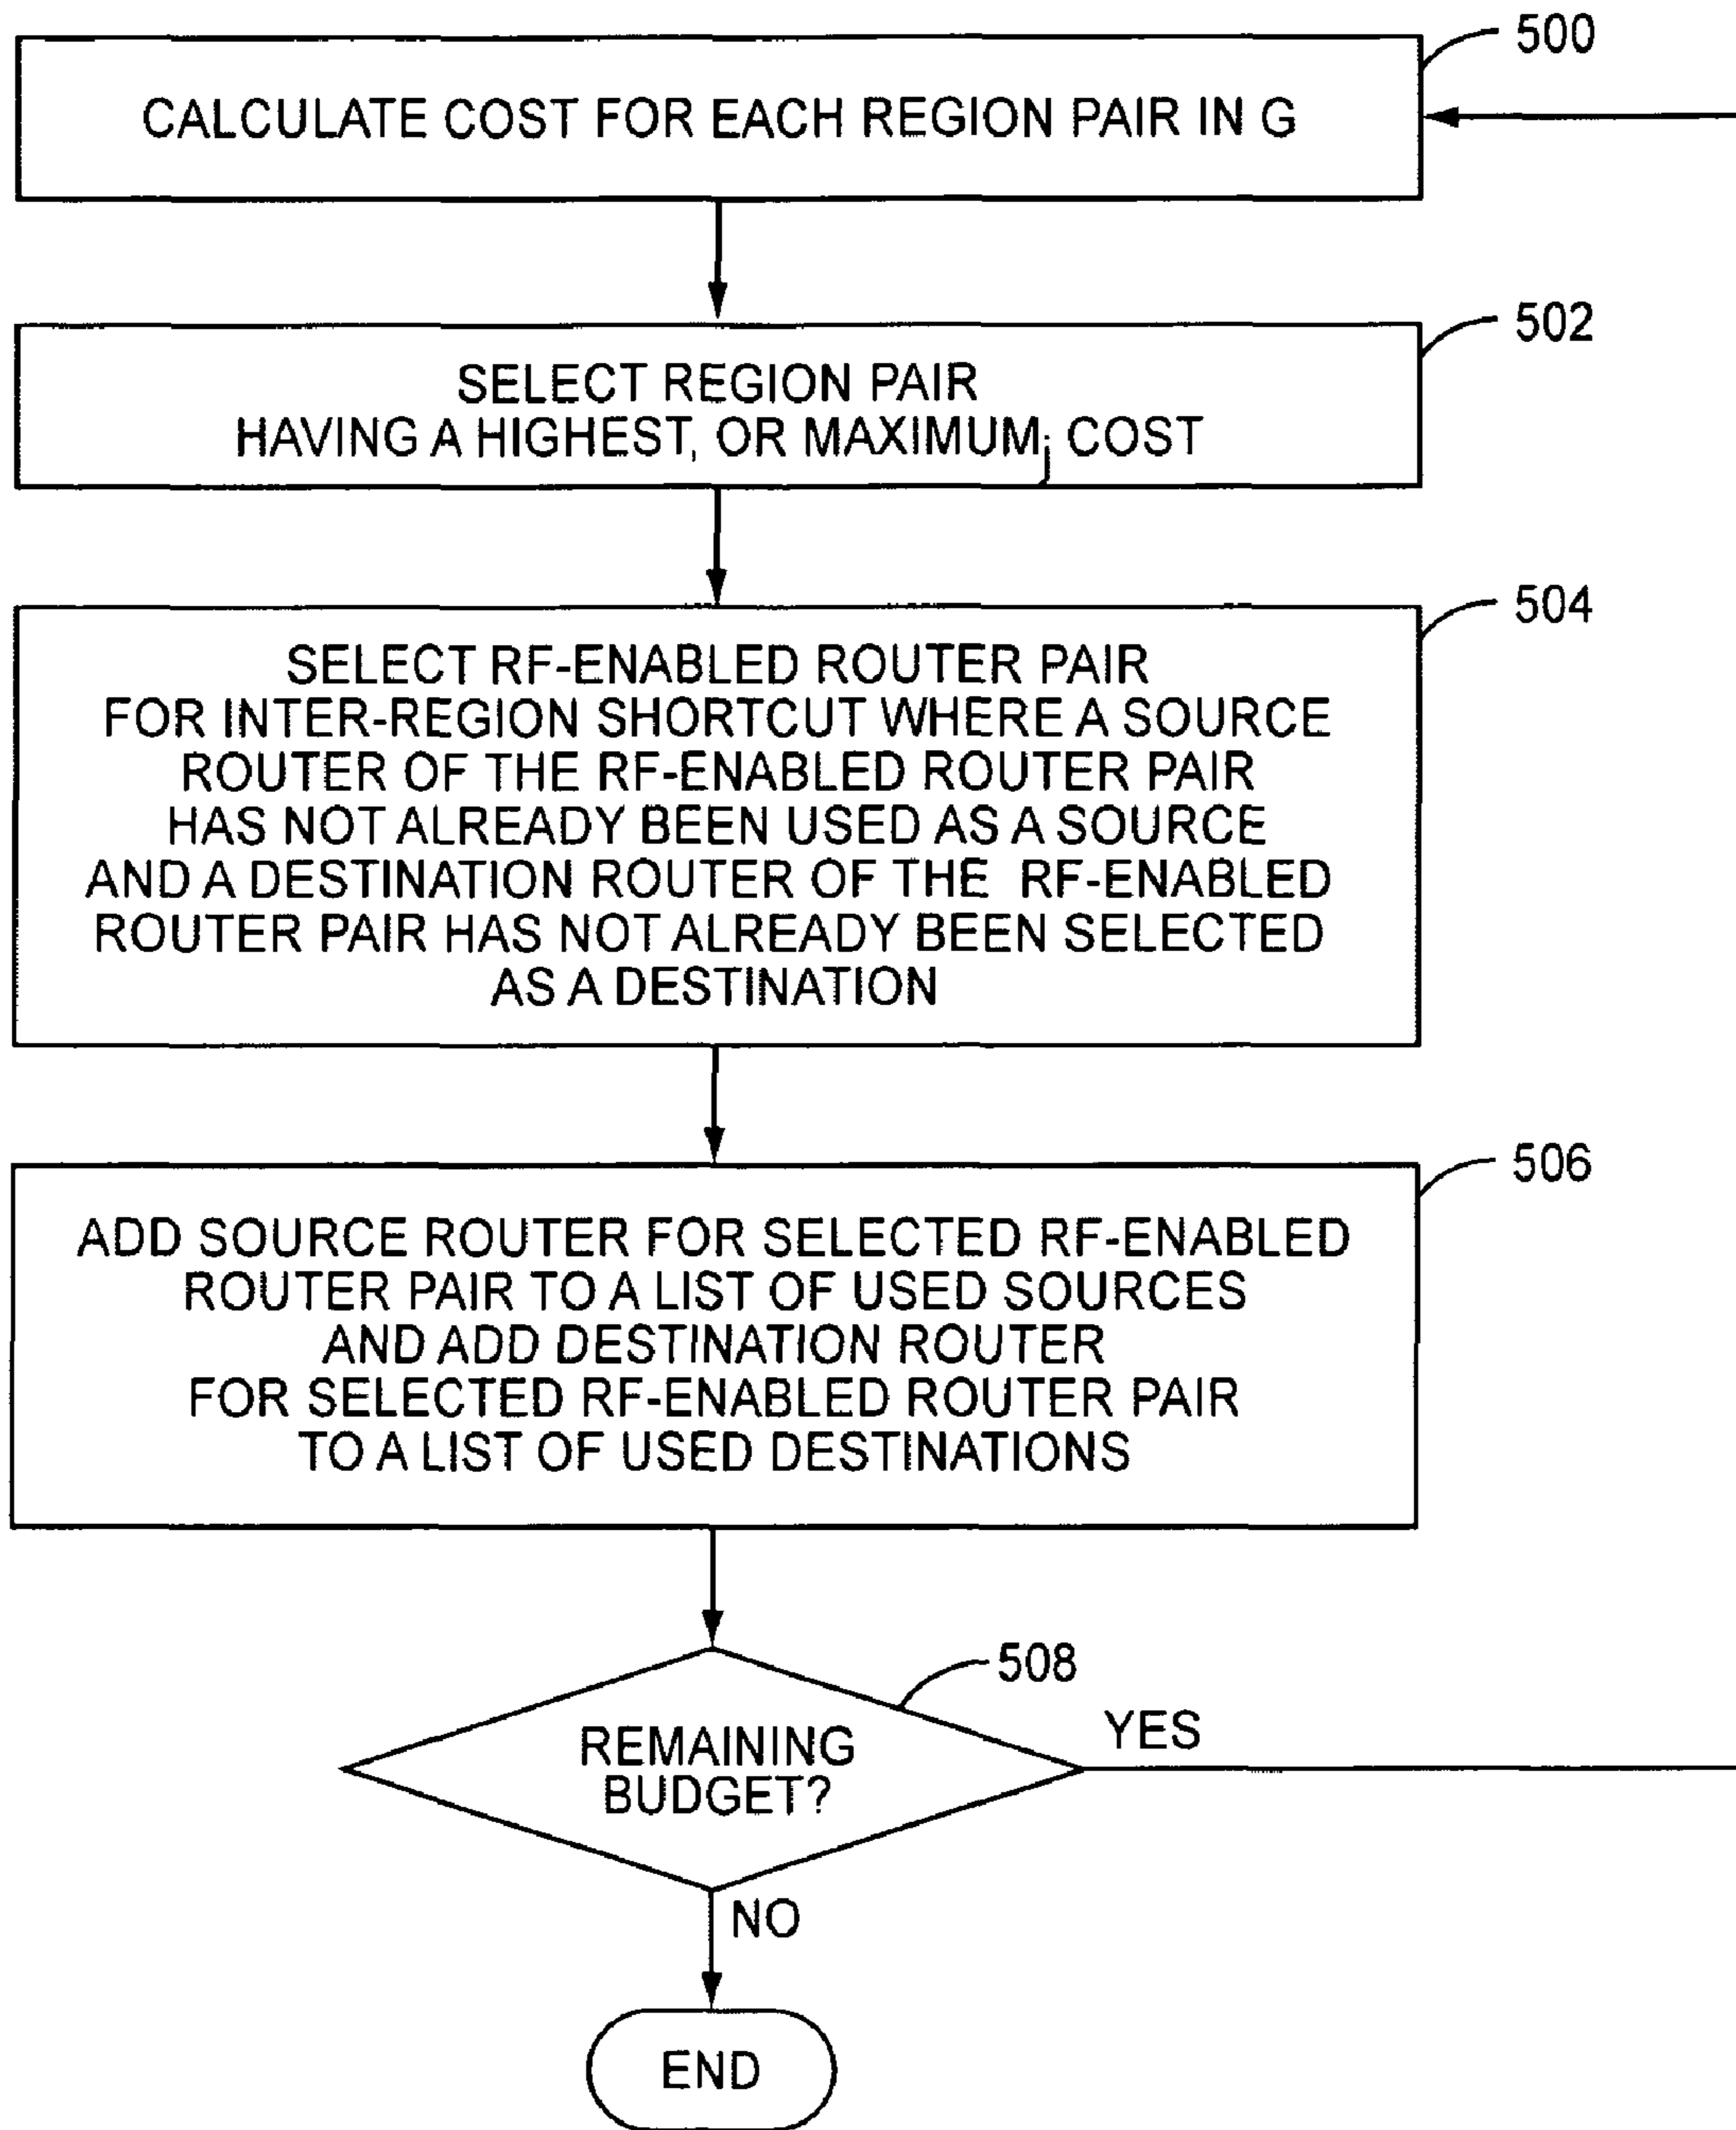 500
CALCULATE COST FOR EACH REGION PAIR IN G
502
SELECT REGION PAIR
HAVING A HIGHEST, OR MAXIMUM, COST
504
SELECT RF-ENABLED ROUTER PAIR
FOR INTER-REGION SHORTCUT WHERE A SOURCE
ROUTER OF THE RF-ENABLED ROUTER PAIR
HAS NOT ALREADY BEEN USED AS A SOURCE
AND A DESTINATION ROUTER OF THE RF-ENABLED
ROUTER PAIR HAS NOT ALREADY BEEN SELECTED
AS A DESTINATION
506
ADD SOURCE ROUTER FOR SELECTED RF-ENABLED
ROUTER PAIR TO A LIST OF USED SOURCES
AND ADD DESTINATION ROUTER
FOR SELECTED RF-ENABLED ROUTER PAIR
TO A LIST OF USED DESTINATIONS
508
REMAINING
BUDGET?
YES
NO
END